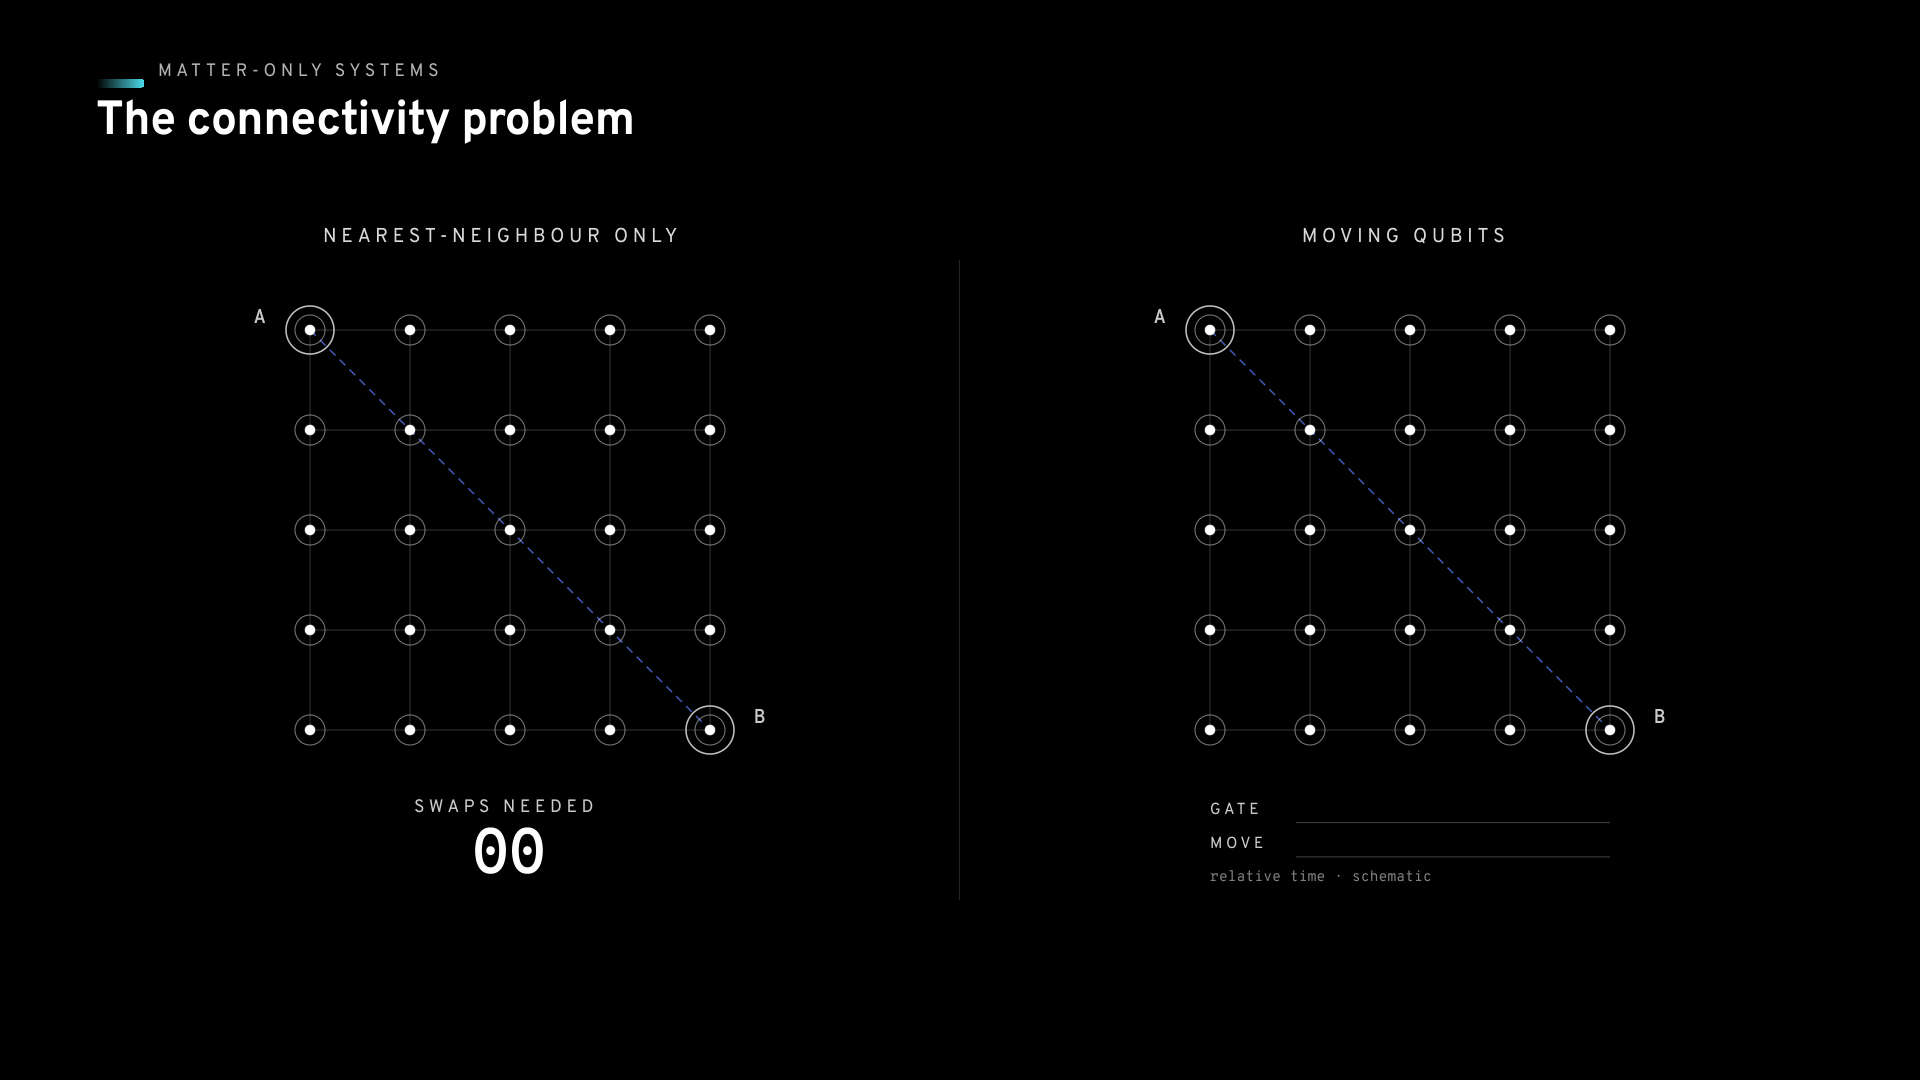 MATTER-ONLY SYSTEMS
The connectivity problem
NEAREST-NEIGHBOUR ONLY
A
B
SWAPS NEEDED
00
MOVING QUBITS
A
B
GATE
MOVE
relative time · schematic